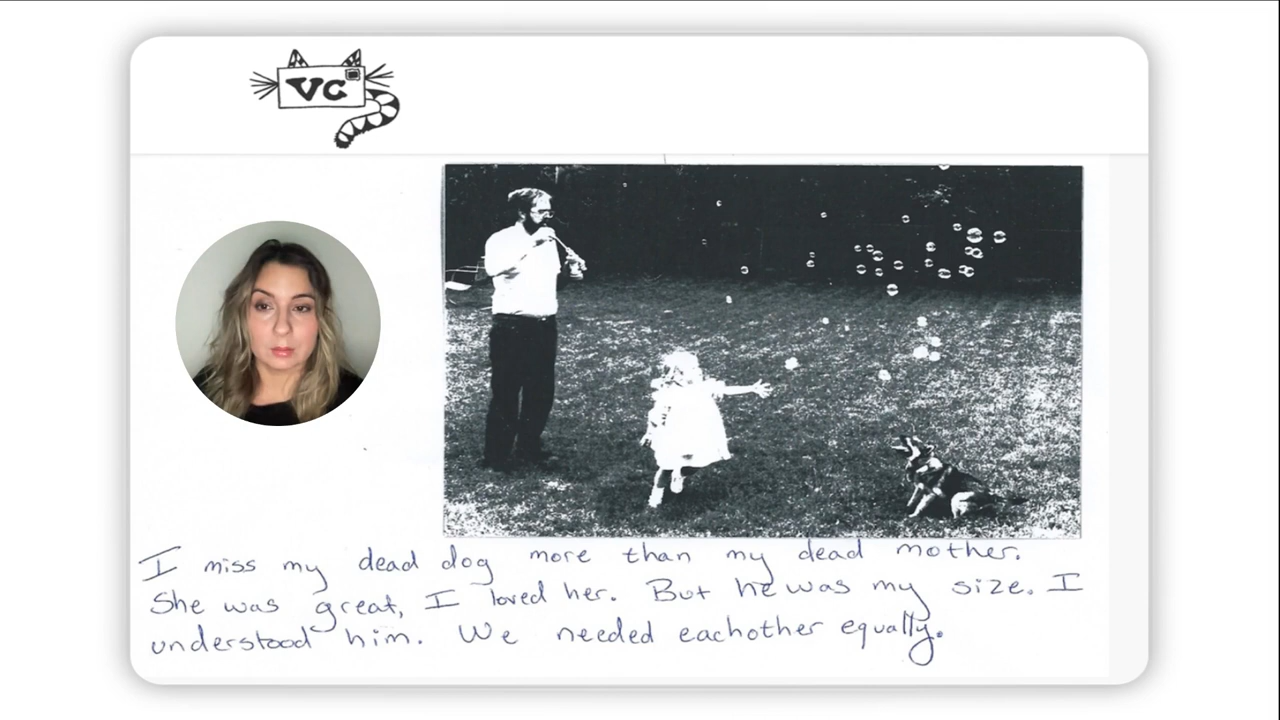 VC
I miss my dead dog more than my dead mother.
She was great, I loved her. But he was my size. I
understood him. We needed eachother equally.